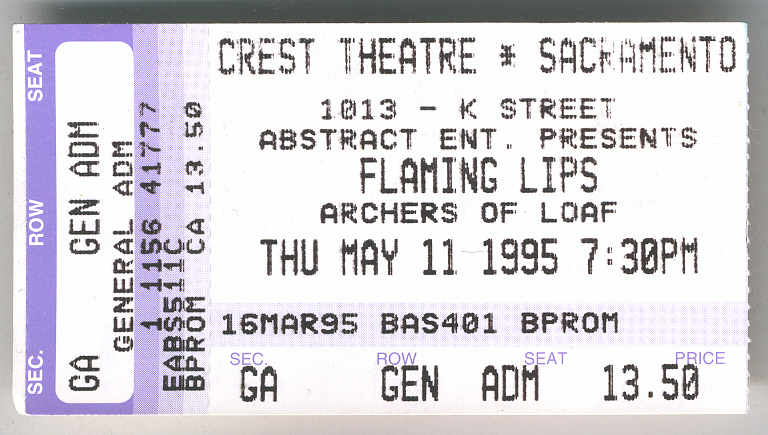 SEAT
ROW
SEC.
GA GEN ADM
GENERAL ADM
1 1156 41777
EABS511C
BPROM CA 13.50
CREST THEATRE * SACRAMENTO
1013 - K STREET
ABSTRACT ENT. PRESENTS
FLAMING LIPS
ARCHERS OF LOAF
THU MAY 11 1995 7:30PM
16MAR95 BAS401 BPROM
SEC. ROW SEAT PRICE
GA GEN ADM 13.50